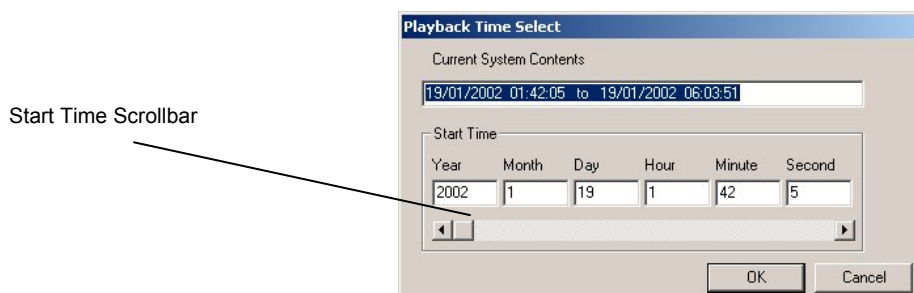 Playback Time Select
Current System Contents
19/01/2002 01:42:05 to 19/01/2002 06:03:51
Start Time Scrollbar
Start Time
Year Month Day Hour Minute Second
2002 1 19 1 42 5
OK Cancel